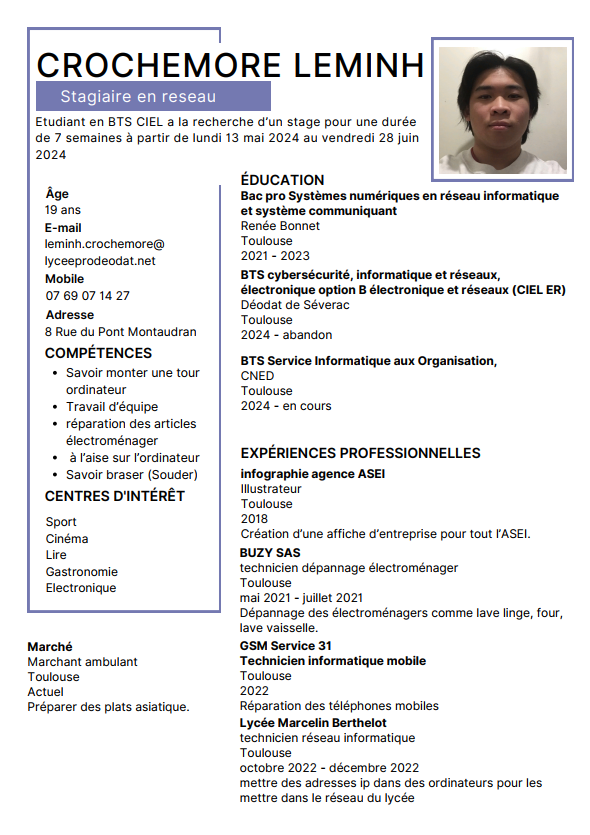 CROCHEMORE LEMINH
Stagiaire en reseau
Etudiant en BTS CIEL a la recherche d'un stage pour une durée
de 7 semaines à partir de lundi 13 mai 2024 au vendredi 28 juin
2024
Âge
19 ans
E-mail
leminh.crochemore@
lyceeprodeodat.net
Mobile
07 69 07 14 27
Adresse
8 Rue du Pont Montaudran
COMPÉTENCES
• Savoir monter une tour
ordinateur
• Travail d'équipe
• réparation des articles
électroménager
• à l'aise sur l'ordinateur
• Savoir braser (Souder)
CENTRES D'INTÉRÊT
Sport
Cinéma
Lire
Gastronomie
Electronique
Marché
Marchant ambulant
Toulouse
Actuel
Préparer des plats asiatique.
ÉDUCATION
Bac pro Systèmes numériques en réseau informatique
et système communiquant
Renée Bonnet
Toulouse
2021 - 2023
BTS cybersécurité, informatique et réseaux,
électronique option B électronique et réseaux (CIEL ER)
Déodat de Séverac
Toulouse
2024 - abandon
BTS Service Informatique aux Organisation,
CNED
Toulouse
2024 - en cours
EXPÉRIENCES PROFESSIONNELLES
infographie agence ASEI
Illustrateur
Toulouse
2018
Création d'une affiche d'entreprise pour tout l'ASEI.
BUZY SAS
technicien dépannage électroménager
Toulouse
mai 2021 - juillet 2021
Dépannage des électroménagers comme lave linge, four,
lave vaisselle.
GSM Service 31
Technicien informatique mobile
Toulouse
2022
Réparation des téléphones mobiles
Lycée Marcelin Berthelot
technicien réseau informatique
Toulouse
octobre 2022 - décembre 2022
mettre des adresses ip dans des ordinateurs pour les
mettre dans le réseau du lycée